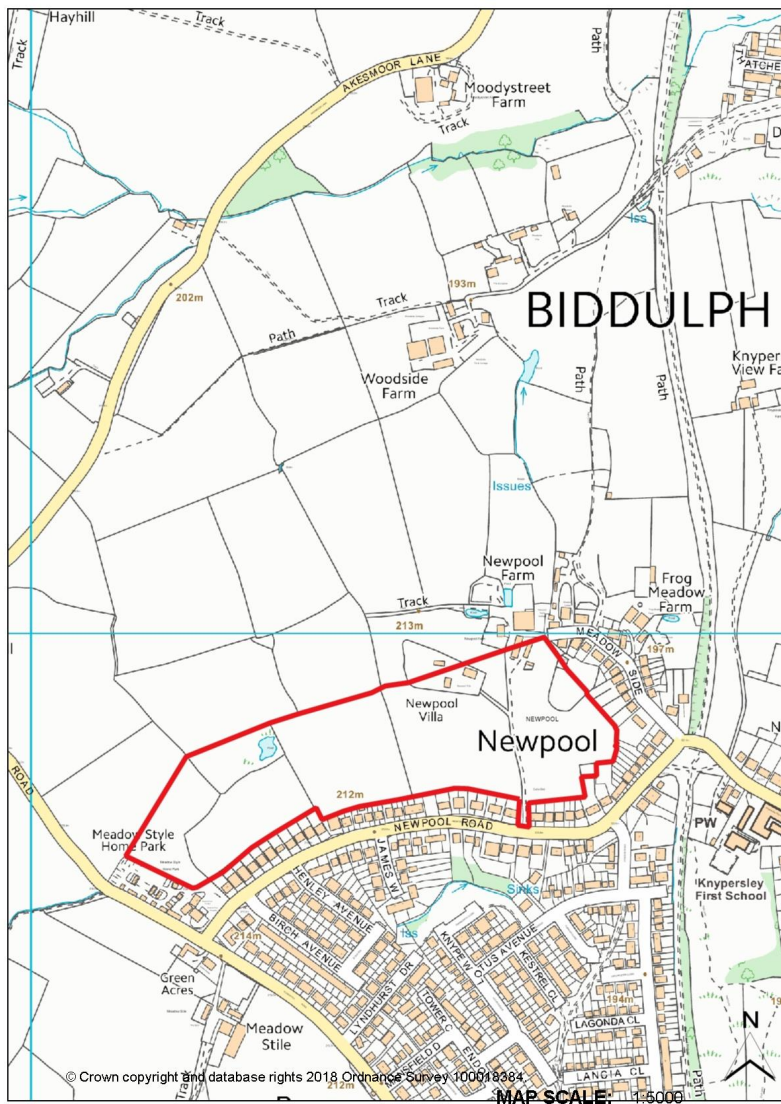 Hayhill
Track
Track
AKESMOOR LANE
Moodystreet
Farm
Track
Path
Iss
202m
193m
Track
Path
Woodside
Farm
BIDDULPH
Path
Path
Issues
Newpool
Farm
Track
213m
Frog
Meadow
Farm
MEADOW
SIDE
197m
Newpool
Villa
NEWPOOL
Newpool
ROAD
212m
NEWPOOL ROAD
Meadow Style
Home Park
PW
Knypersley
First School
JAMES W
HENLEY AVENUE
BIRCH AVENUE
Sinks
Iss
214m
Green
Acres
LYNDHURST DR
KESTREL CL
194m
LAGONDA CL
LANCIA CL
Meadow
Stile
N
Path
212m
© Crown copyright and database rights 2018 Ordnance Survey 100018384.
MAP SCALE: 1:5000